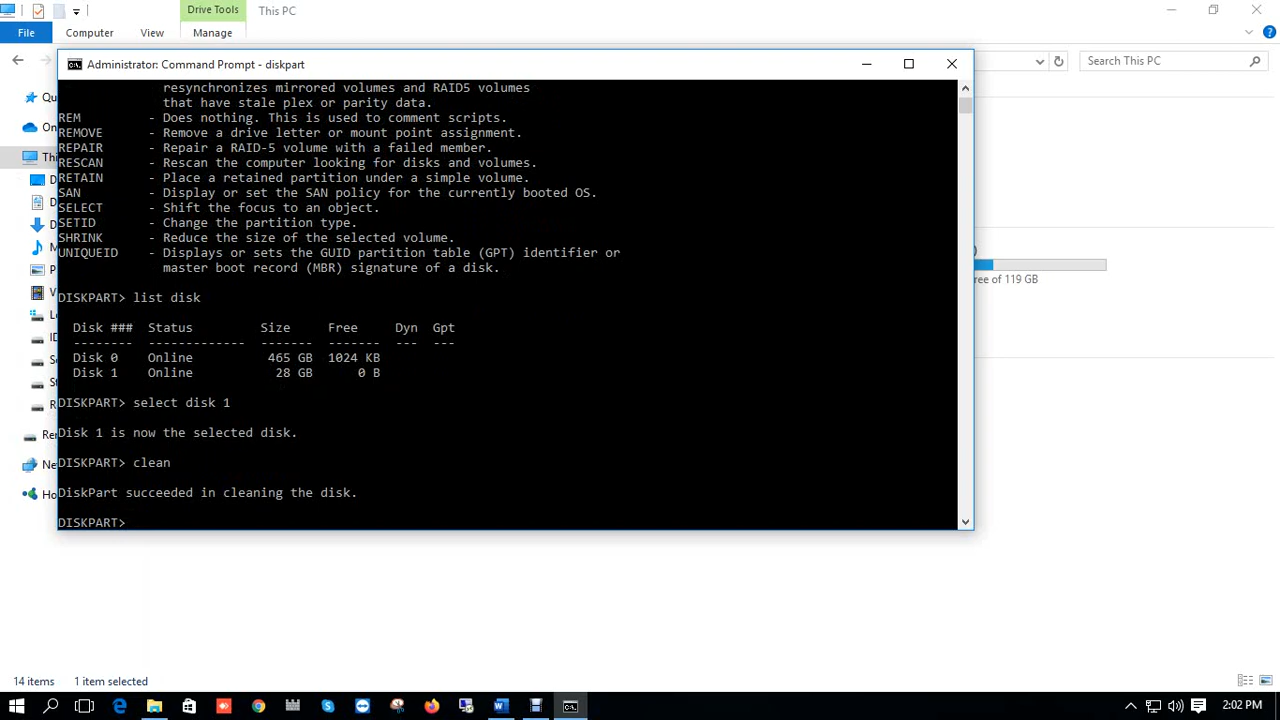 Drive Tools
This PC
File
Computer
View
Manage
Search This PC
Administrator: Command Prompt - diskpart
resynchronizes mirrored volumes and RAID5 volumes
that have stale plex or parity data.
REM - Does nothing. This is used to comment scripts.
REMOVE - Remove a drive letter or mount point assignment.
REPAIR - Repair a RAID-5 volume with a failed member.
RESCAN - Rescan the computer looking for disks and volumes.
RETAIN - Place a retained partition under a simple volume.
SAN - Display or set the SAN policy for the currently booted OS.
SELECT - Shift the focus to an object.
SETID - Change the partition type.
SHRINK - Reduce the size of the selected volume.
UNIQUEID - Displays or sets the GUID partition table (GPT) identifier or
master boot record (MBR) signature of a disk.
DISKPART> list disk
Disk ### Status Size Free Dyn Gpt
-------- ------------- ------- ------- --- ---
Disk 0 Online 465 GB 1024 KB
Disk 1 Online 28 GB 0 B
DISKPART> select disk 1
Disk 1 is now the selected disk.
DISKPART> clean
DiskPart succeeded in cleaning the disk.
DISKPART>
ree of 119 GB
14 items 1 item selected
2:02 PM